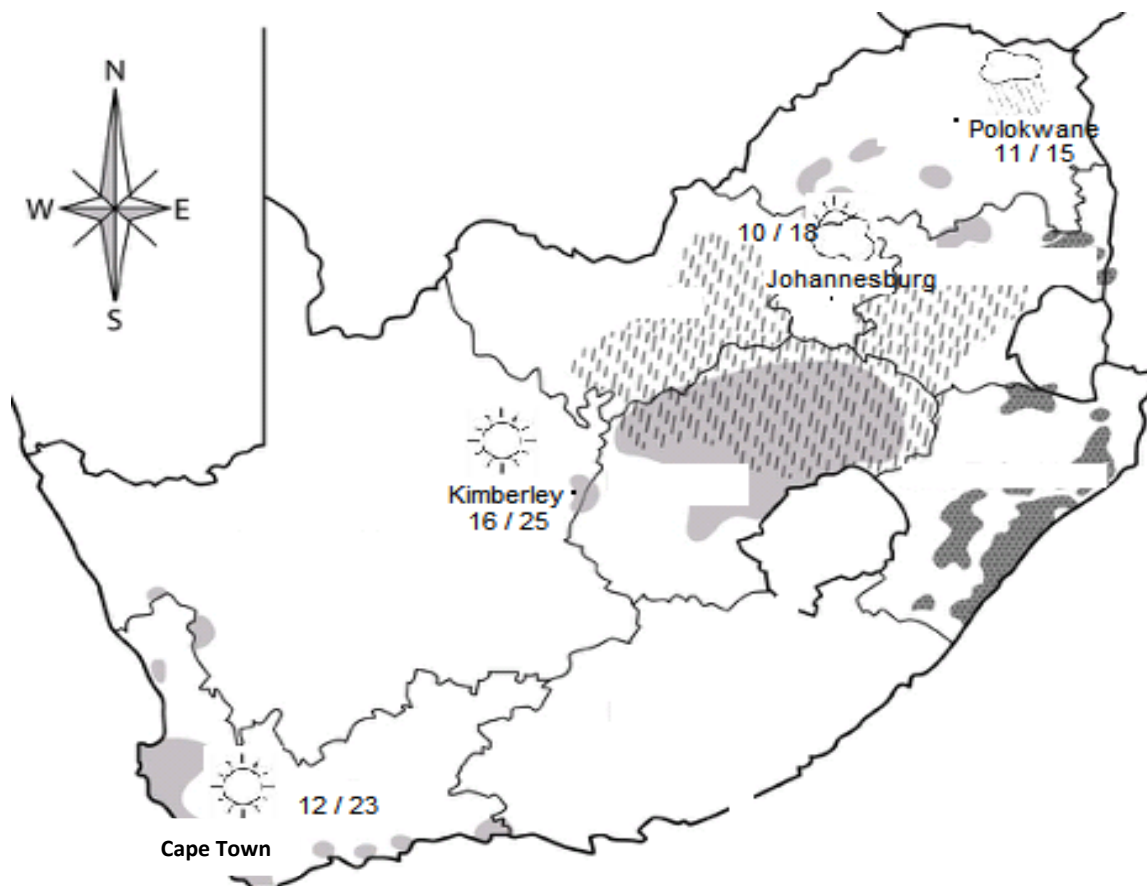 N
W E
S
Polokwane
11 / 15
10 / 18
Johannesburg
Kimberley
16 / 25
12 / 23
Cape Town